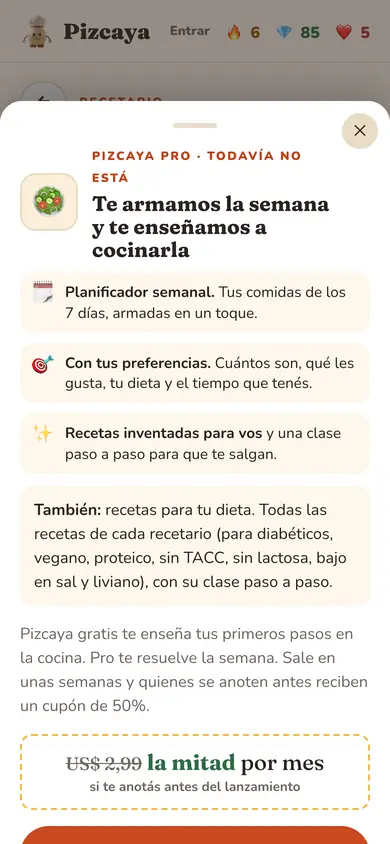 Pizcaya
Entrar
6
85
5
RECETARIO
PIZCAYA PRO · TODAVÍA NO
ESTÁ
Te armamos la semana
y te enseñamos a
cocinarla
Planificador semanal. Tus comidas de los
7 días, armadas en un toque.
Con tus preferencias. Cuántos son, qué les
gusta, tu dieta y el tiempo que tenés.
Recetas inventadas para vos y una clase
paso a paso para que te salgan.
También: recetas para tu dieta. Todas las
recetas de cada recetario (para diabéticos,
vegano, proteico, sin TACC, sin lactosa, bajo
en sal y liviano), con su clase paso a paso.
Pizcaya gratis te enseña tus primeros pasos en
la cocina. Pro te resuelve la semana. Sale en
unas semanas y quienes se anoten antes reciben
un cupón de 50%.
US$ 2,99 la mitad por mes
si te anotás antes del lanzamiento